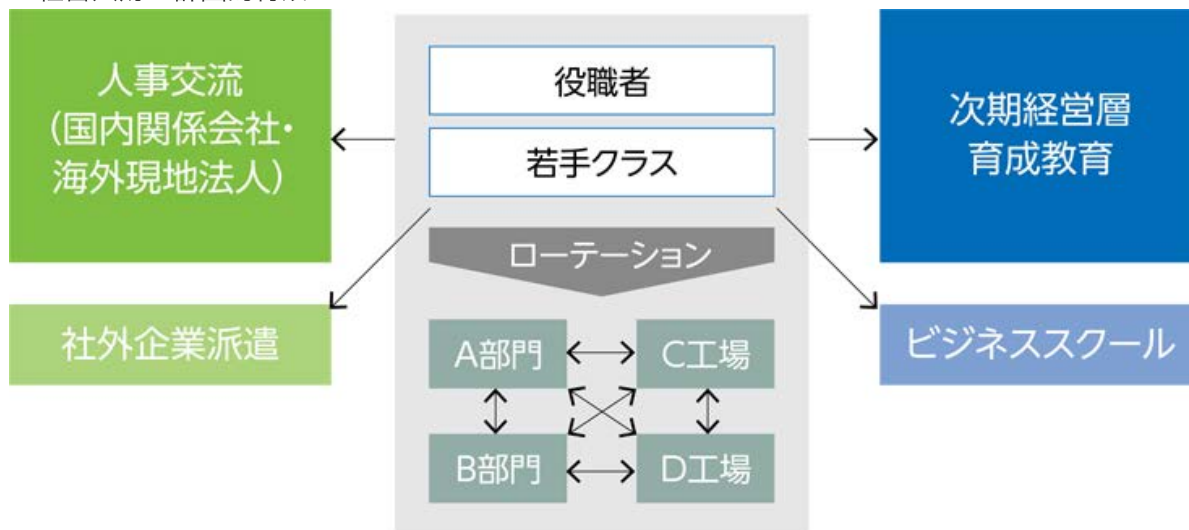 人事交流
(国内関係会社・
海外現地法人)
社外企業派遣
役職者
若手クラス
ローテーション
A部門
C工場
B部門
D工場
次期経営層
育成教育
ビジネススクール